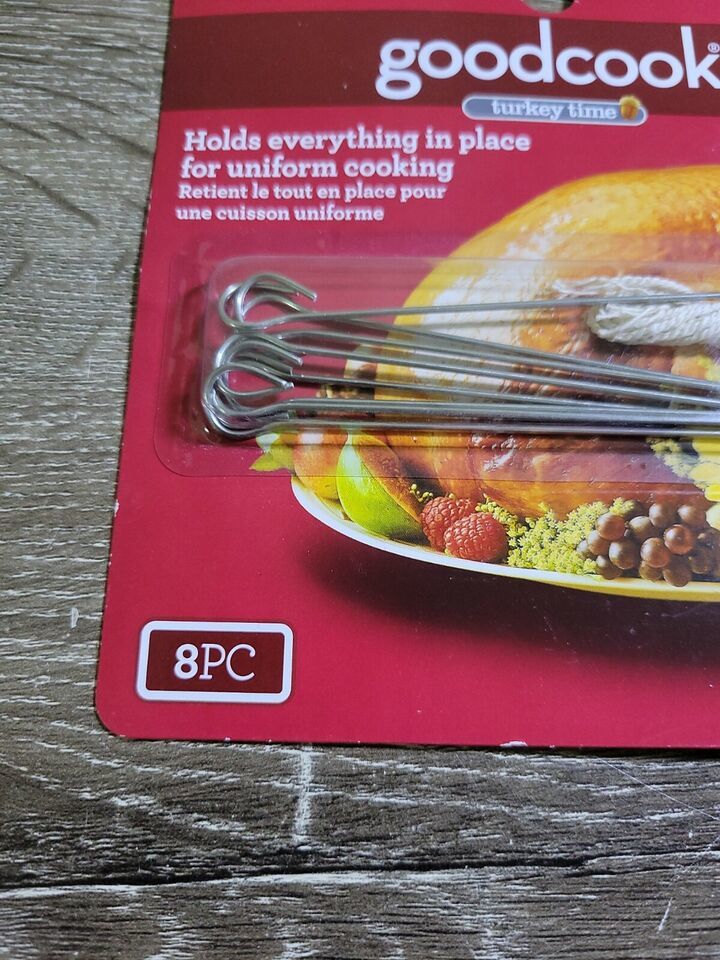 goodcook®
turkey time
Holds everything in place
for uniform cooking
Retient le tout en place pour
une cuisson uniforme
8PC